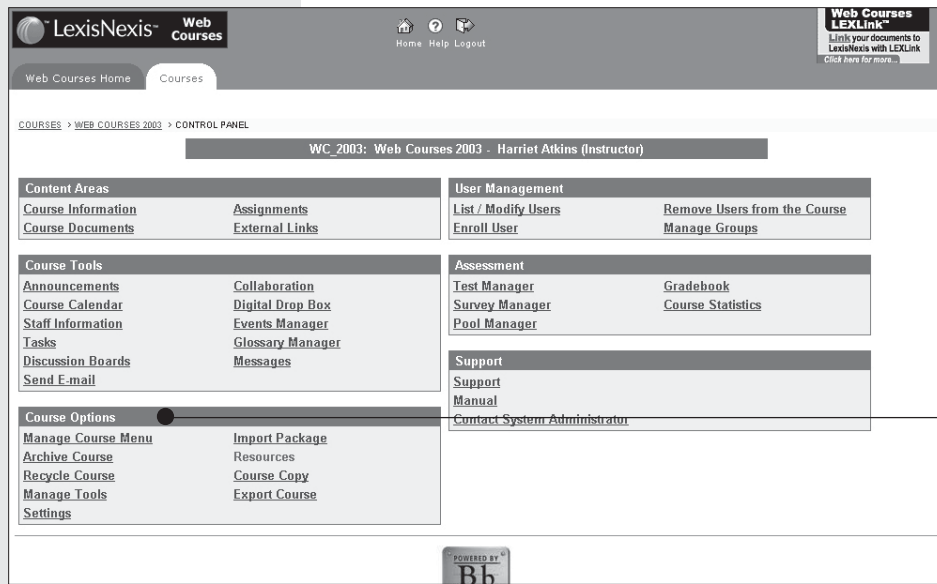 LexisNexis™ Web Courses
Home Help Logout
Web Courses
LEXLink™
Link your documents to
LexisNexis with LEXLink
Click here for more...
Web Courses Home Courses
COURSES > WEB COURSES 2003 > CONTROL PANEL
WC_2003: Web Courses 2003 - Harriet Atkins (Instructor)
Content Areas
Course Information Assignments
Course Documents External Links
User Management
List / Modify Users Remove Users from the Course
Enroll User Manage Groups
Course Tools
Announcements Collaboration
Course Calendar Digital Drop Box
Staff Information Events Manager
Tasks Glossary Manager
Discussion Boards Messages
Send E-mail
Assessment
Test Manager Gradebook
Survey Manager Course Statistics
Pool Manager
Support
Support
Manual
Contact System Administrator
Course Options
Manage Course Menu Import Package
Archive Course Resources
Recycle Course Course Copy
Manage Tools Export Course
Settings
POWERED BY
Bb